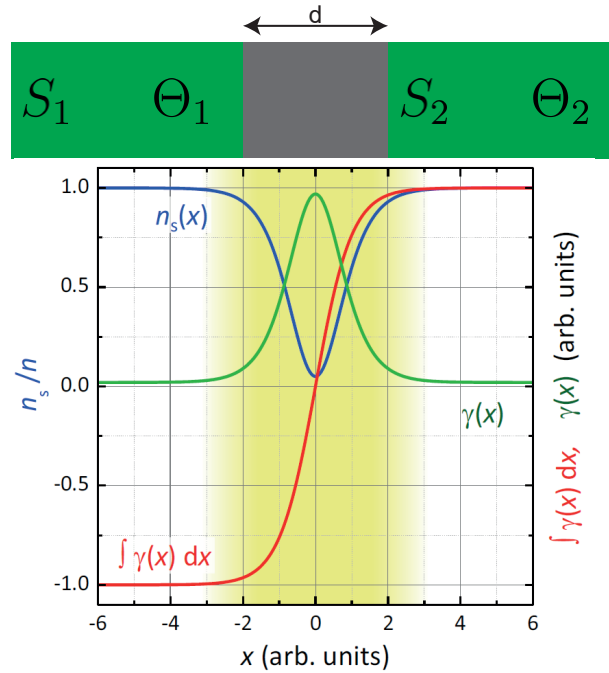 d
S₁ Θ₁ S₂ Θ₂
1.0
0.5
0.0
-0.5
-1.0
nₛ/n
nₛ(x)
γ(x)
∫ γ(x) dx
-6 -4 -2 0 2 4 6
x (arb. units)
∫ γ(x) dx, γ(x) (arb. units)